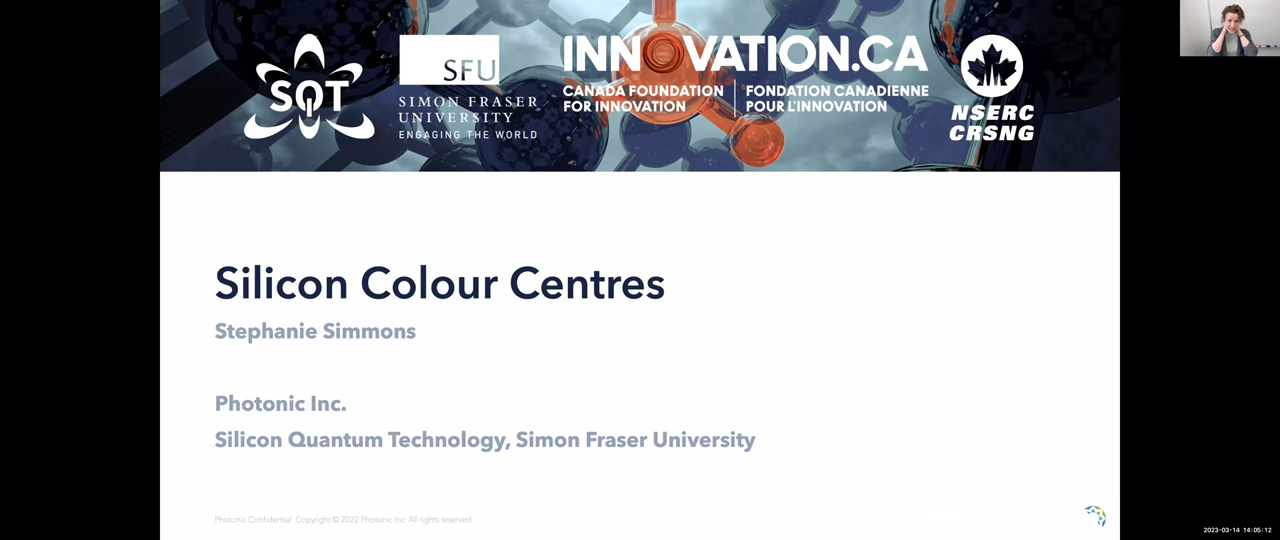 SQT
SFU
SIMON FRASER
UNIVERSITY
ENGAGING THE WORLD
INNOVATION.CA
CANADA FOUNDATION
FOR INNOVATION
FONDATION CANADIENNE
POUR L'INNOVATION
NSERC
CRSNG
Silicon Colour Centres
Stephanie Simmons
Photonic Inc.
Silicon Quantum Technology, Simon Fraser University
Photonic Confidential. Copyright © 2022 Photonic Inc. All rights reserved.
2023-03-14 14:05:12